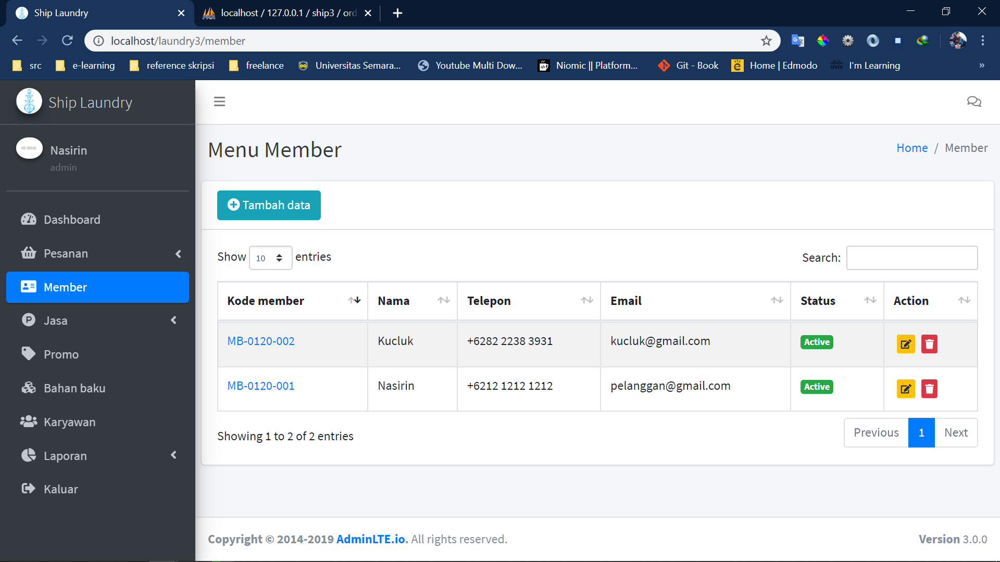 Ship Laundry
localhost / 127.0.0.1 / ship3 / ord
localhost/laundry3/member
src
e-learning
reference skripsi
freelance
Universitas Semara...
Youtube Multi Dow...
Niomic || Platform...
Git - Book
Home | Edmodo
I'm Learning
»
Ship Laundry
NO IMAGE
Nasirin
admin
Dashboard
Pesanan
Member
Jasa
Promo
Bahan baku
Karyawan
Laporan
Kaluar
Menu Member
Home / Member
Tambah data
Show 10 entries
Search:
Kode member Nama Telepon Email Status Action
MB-0120-002 Kucluk +6282 2238 3931 kucluk@gmail.com Active
MB-0120-001 Nasirin +6212 1212 1212 pelanggan@gmail.com Active
Showing 1 to 2 of 2 entries
Previous 1 Next
Copyright © 2014-2019 AdminLTE.io. All rights reserved.
Version 3.0.0